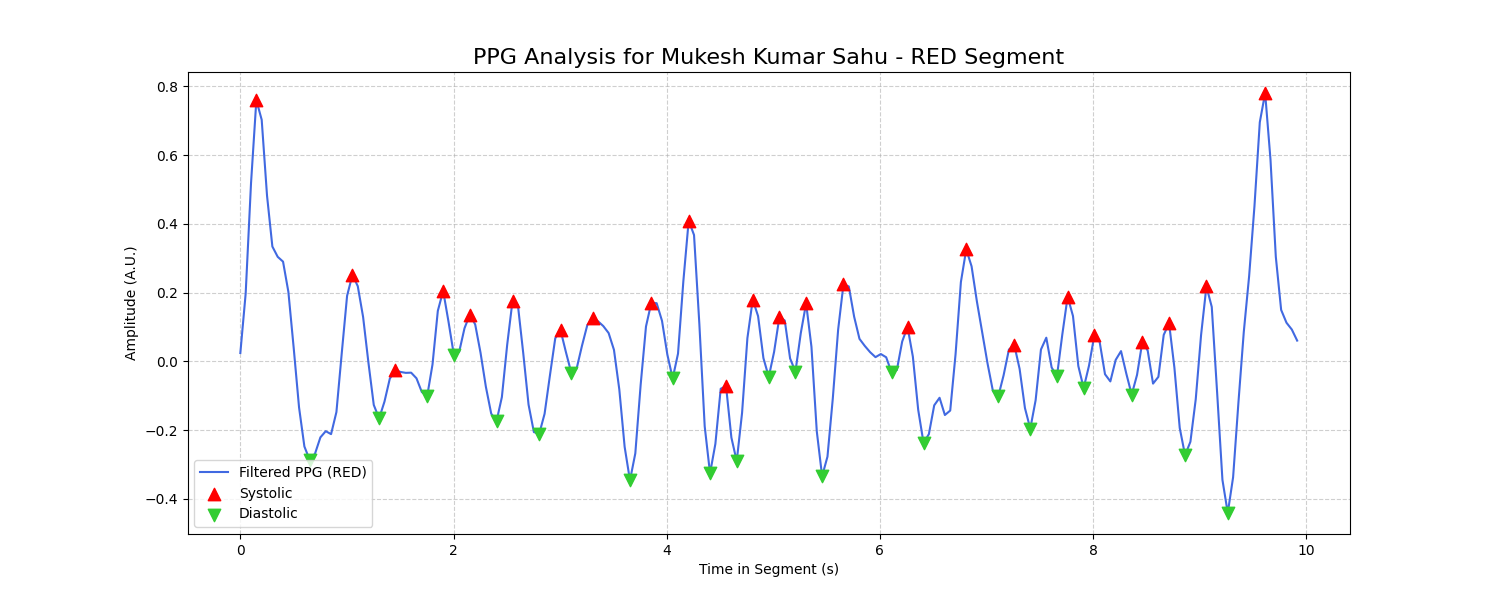 PPG Analysis for Mukesh Kumar Sahu - RED Segment
0.8
0.6
0.4
0.2
0.0
−0.2
−0.4
Amplitude (A.U.)
Filtered PPG (RED)
Systolic
Diastolic
0 2 4 6 8 10
Time in Segment (s)